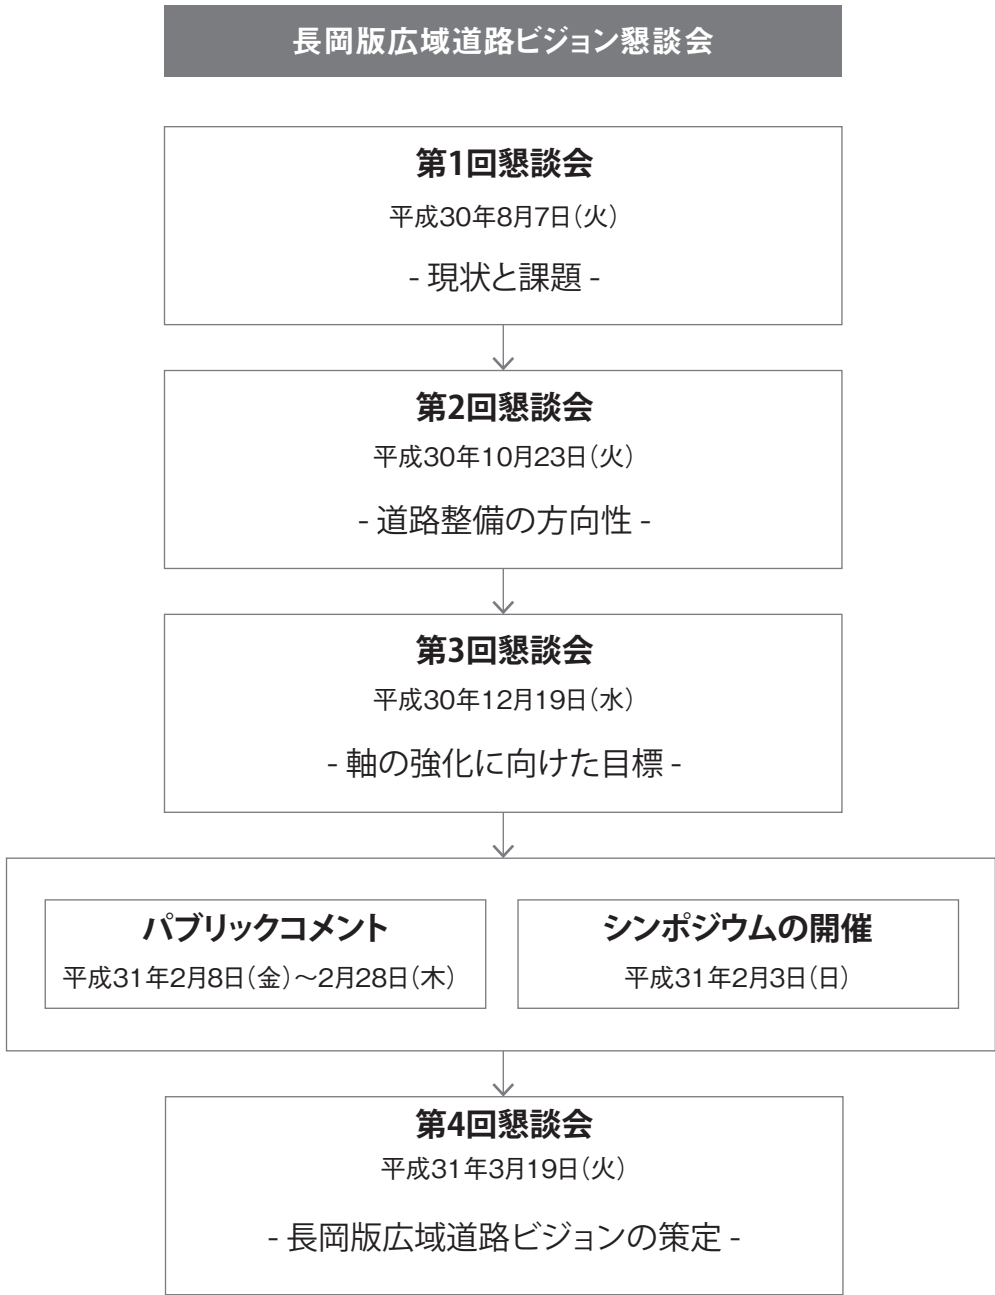 長岡版広域道路ビジョン懇談会
第1回懇談会
平成30年8月7日（火）
- 現状と課題 -
第2回懇談会
平成30年10月23日（火）
- 道路整備の方向性 -
第3回懇談会
平成30年12月19日（水）
- 軸の強化に向けた目標 -
パブリックコメント
平成31年2月8日（金）～2月28日（木）
シンポジウムの開催
平成31年2月3日（日）
第4回懇談会
平成31年3月19日（火）
- 長岡版広域道路ビジョンの策定 -